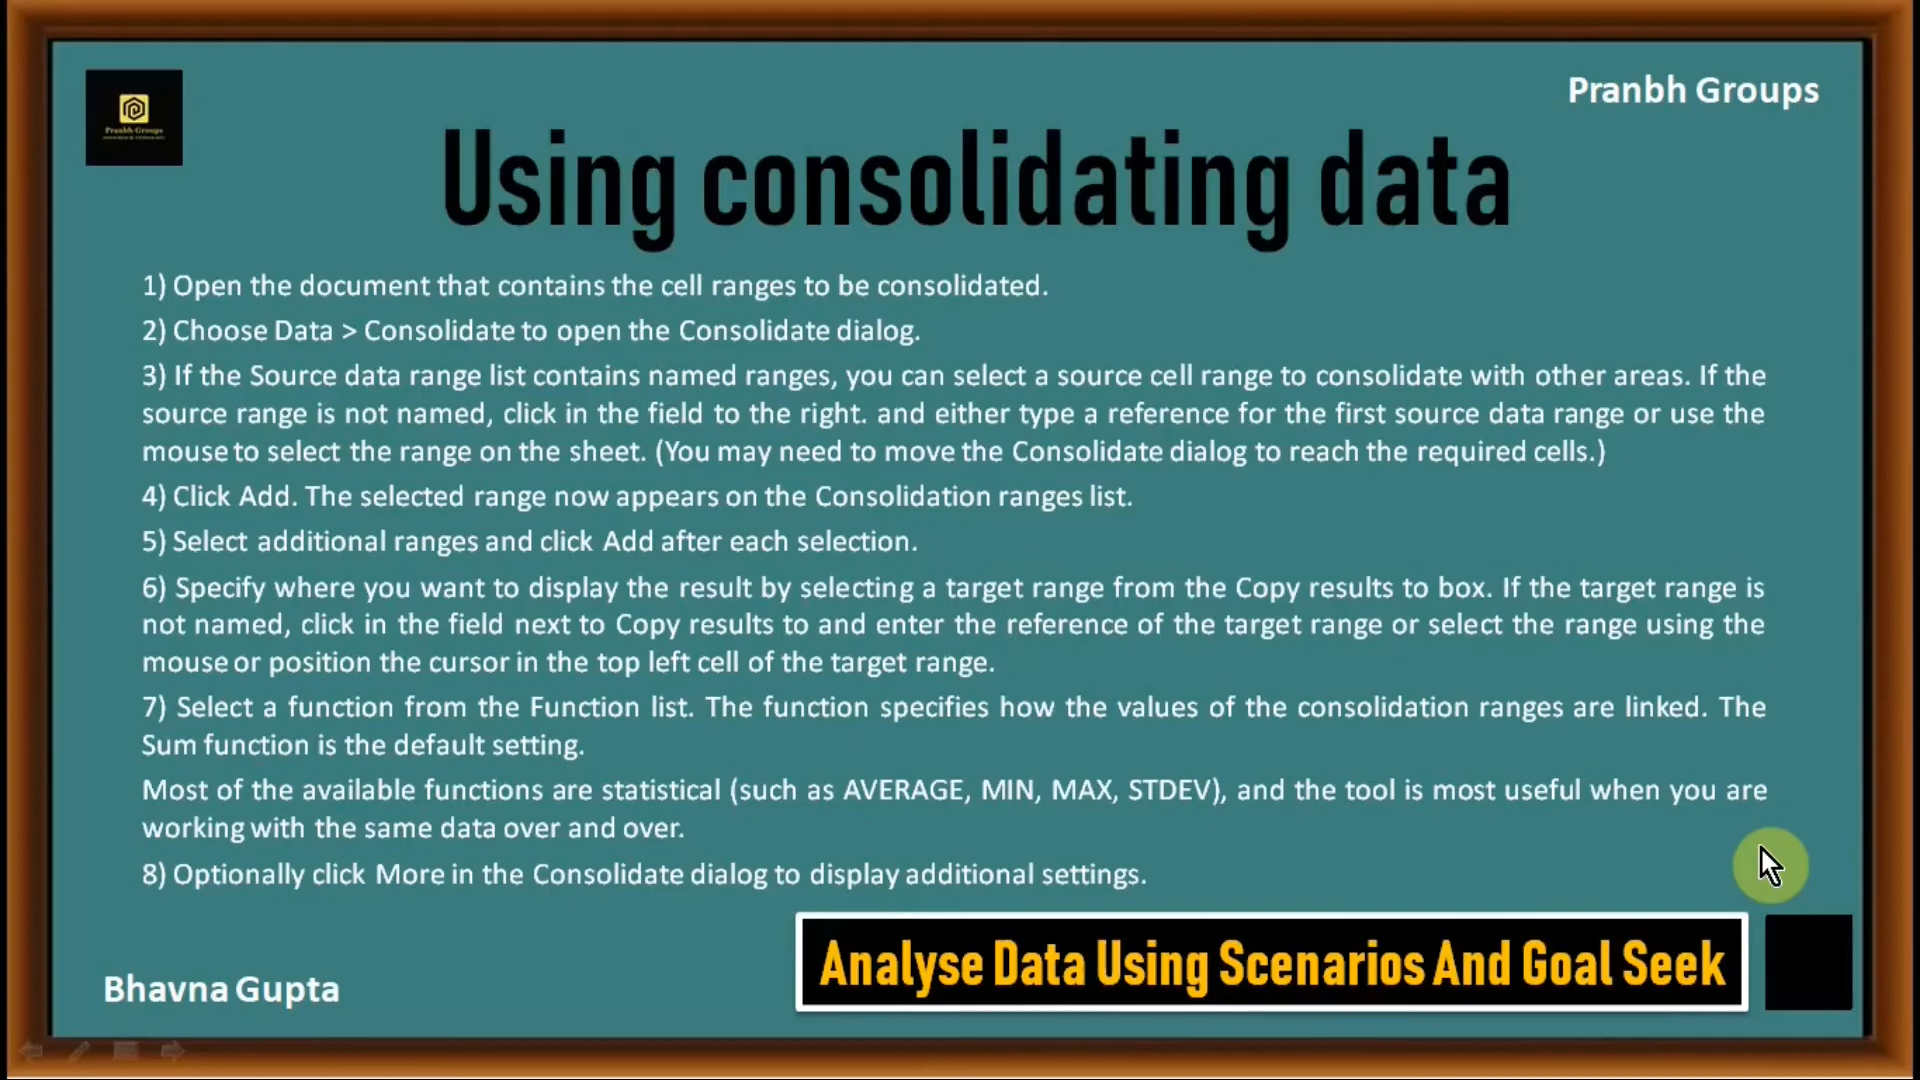 Pranbh Groups
Pranbh Groups
Using consolidating data
1) Open the document that contains the cell ranges to be consolidated.
2) Choose Data > Consolidate to open the Consolidate dialog.
3) If the Source data range list contains named ranges, you can select a source cell range to consolidate with other areas. If the
source range is not named, click in the field to the right. and either type a reference for the first source data range or use the
mouse to select the range on the sheet. (You may need to move the Consolidate dialog to reach the required cells.)
4) Click Add. The selected range now appears on the Consolidation ranges list.
5) Select additional ranges and click Add after each selection.
6) Specify where you want to display the result by selecting a target range from the Copy results to box. If the target range is
not named, click in the field next to Copy results to and enter the reference of the target range or select the range using the
mouse or position the cursor in the top left cell of the target range.
7) Select a function from the Function list. The function specifies how the values of the consolidation ranges are linked. The
Sum function is the default setting.
Most of the available functions are statistical (such as AVERAGE, MIN, MAX, STDEV), and the tool is most useful when you are
working with the same data over and over.
8) Optionally click More in the Consolidate dialog to display additional settings.
Analyse Data Using Scenarios And Goal Seek
Bhavna Gupta